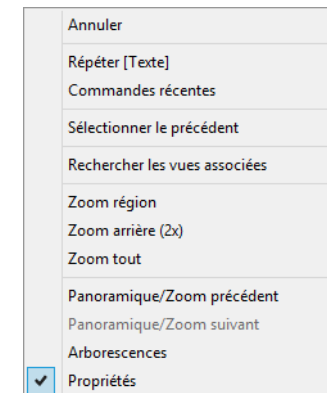 Annuler
Répéter [Texte]
Commandes récentes
Sélectionner le précédent
Rechercher les vues associées
Zoom région
Zoom arrière (2x)
Zoom tout
Panoramique/Zoom précédent
Panoramique/Zoom suivant
Arborescences
Propriétés